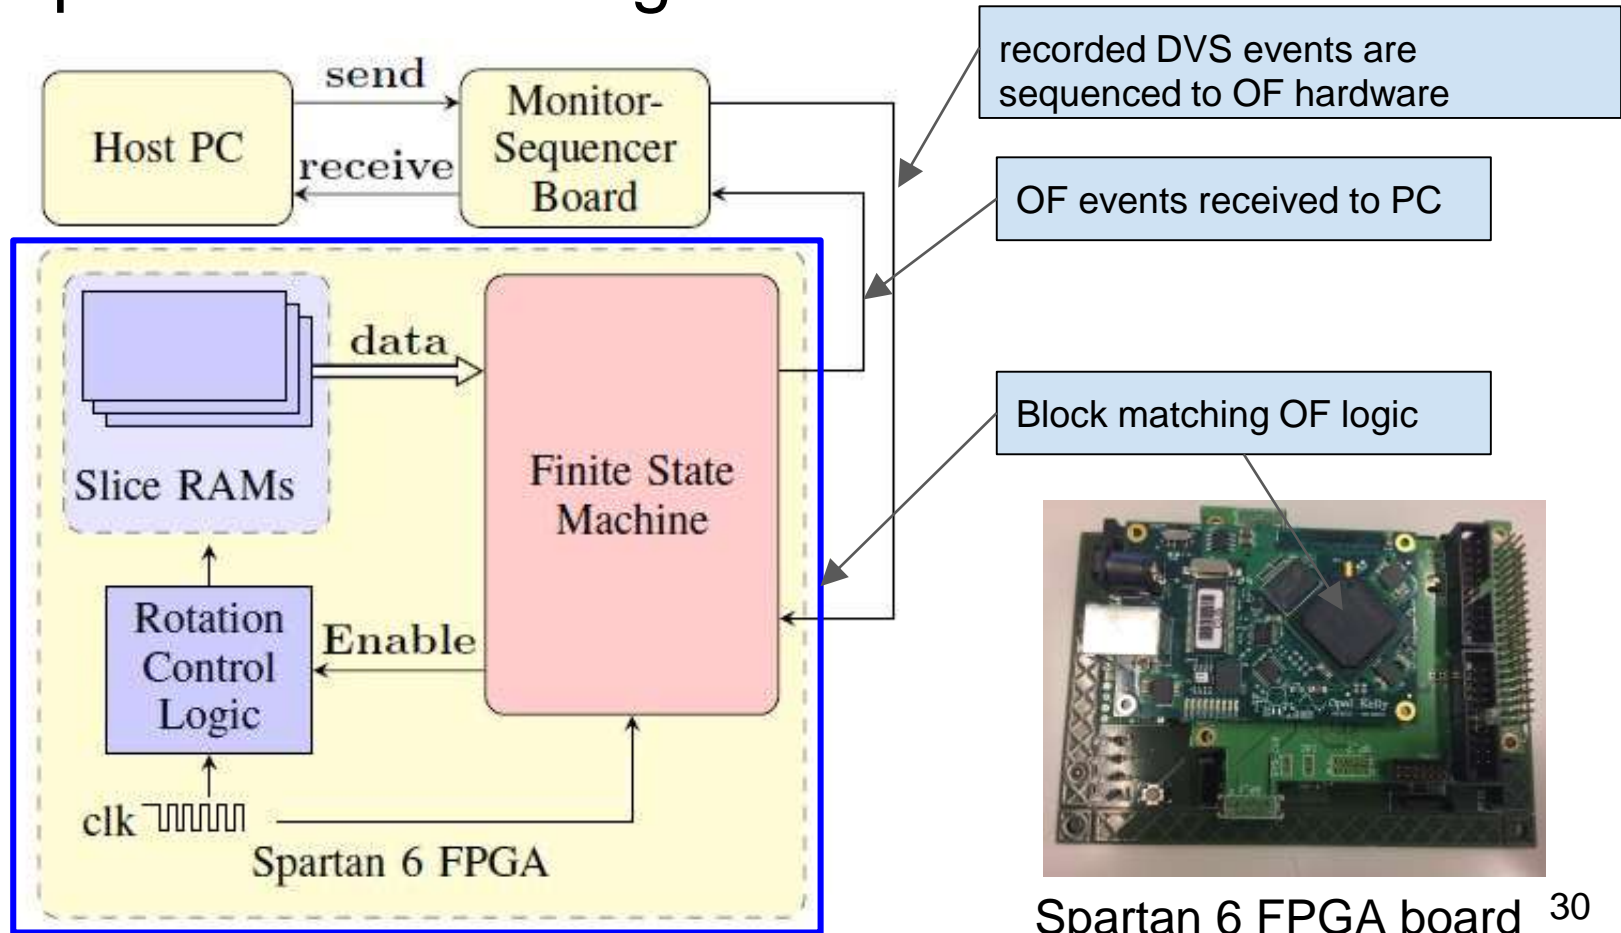 send
Host PC
receive
Monitor-
Sequencer
Board
recorded DVS events are
sequenced to OF hardware
OF events received to PC
Block matching OF logic
data
Slice RAMs
Finite State
Machine
Rotation
Control
Logic
Enable
clk
Spartan 6 FPGA
Opal Kelly
Spartan 6 FPGA board
30